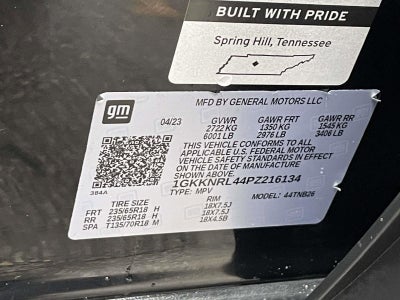 BUILT WITH PRIDE
Spring Hill, Tennessee
gm
MFD BY GENERAL MOTORS LLC
04/23 GVWR GAWR FRT GAWR RR
2722 KG 1350 KG 1545 KG
6001 LB 2976 LB 3406 LB
THIS VEHICLE CONFORMS TO ALL
APPLICABLE U.S. FEDERAL MOTOR
VEHICLE SAFETY STANDARDS IN EFFECT
ON THE DATE OF MANUFACTURE
SHOWN ABOVE.
1GKKNRL44PZ216134
384A TYPE: MPV MODEL: 44TNB26
TIRE SIZE RIM
FRT 235/65R18 H 18X7.5J
RR 235/65R18 H 18X7.5J
SPA T135/70R18 M 18X4.5B